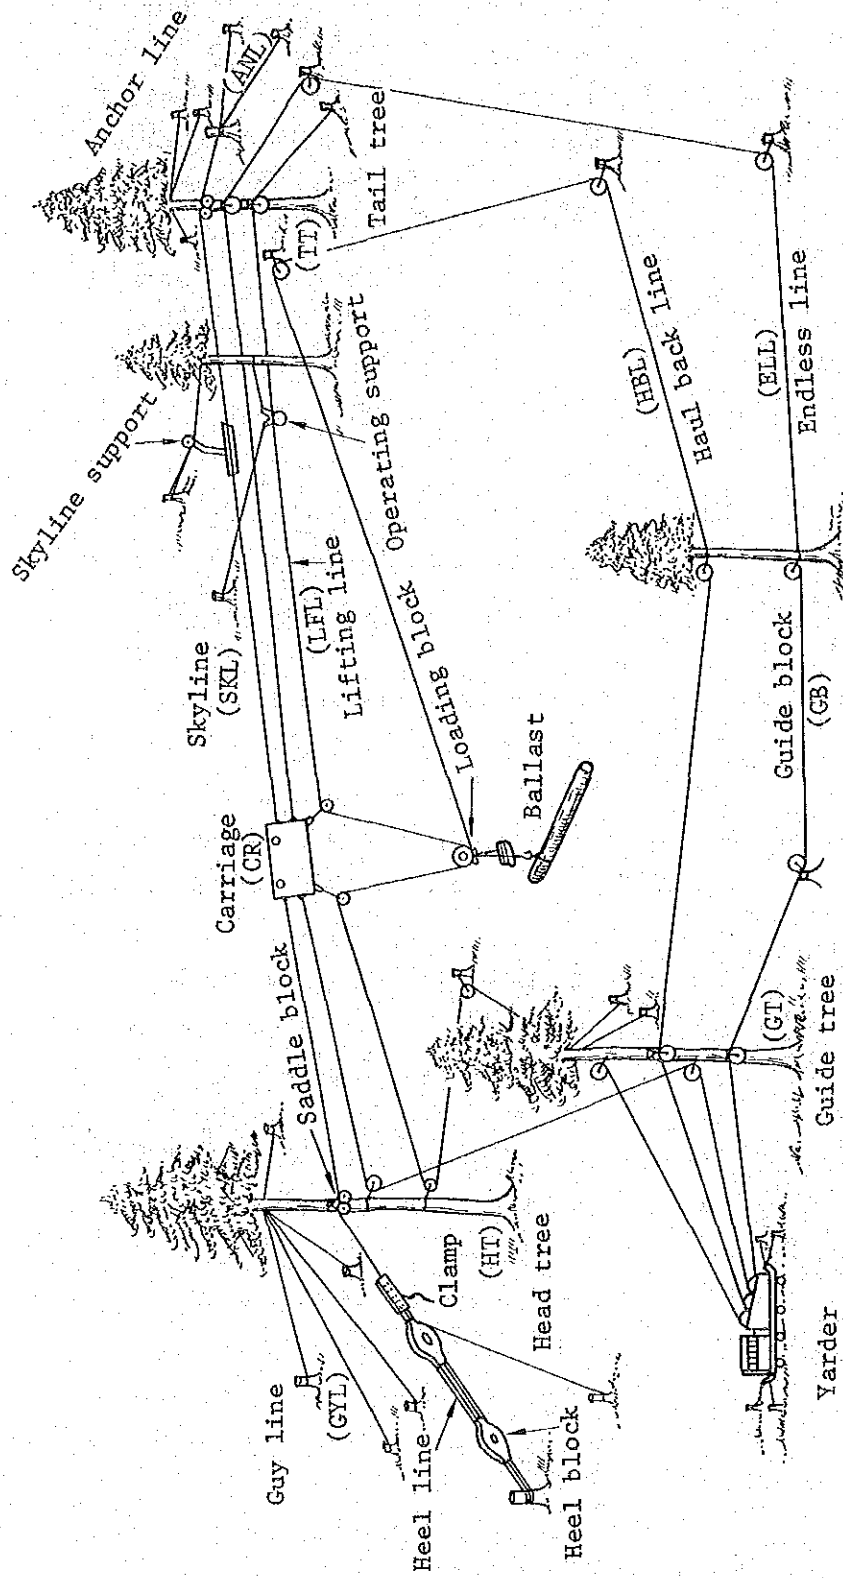 Anchor line
(ANL)
Tail tree
(TT)
Skyline support
Operating support
Skyline
(SKL)
(LFL)
Lifting line
Loading block
Ballast
Carriage
(CR)
Saddle block
(HBL)
Haul back line
(ELL)
Endless line
Guide block
(GB)
(GT)
Guide tree
Guy line
(GYL)
Heel line
Heel block
Clamp
(HT)
Head tree
Yarder